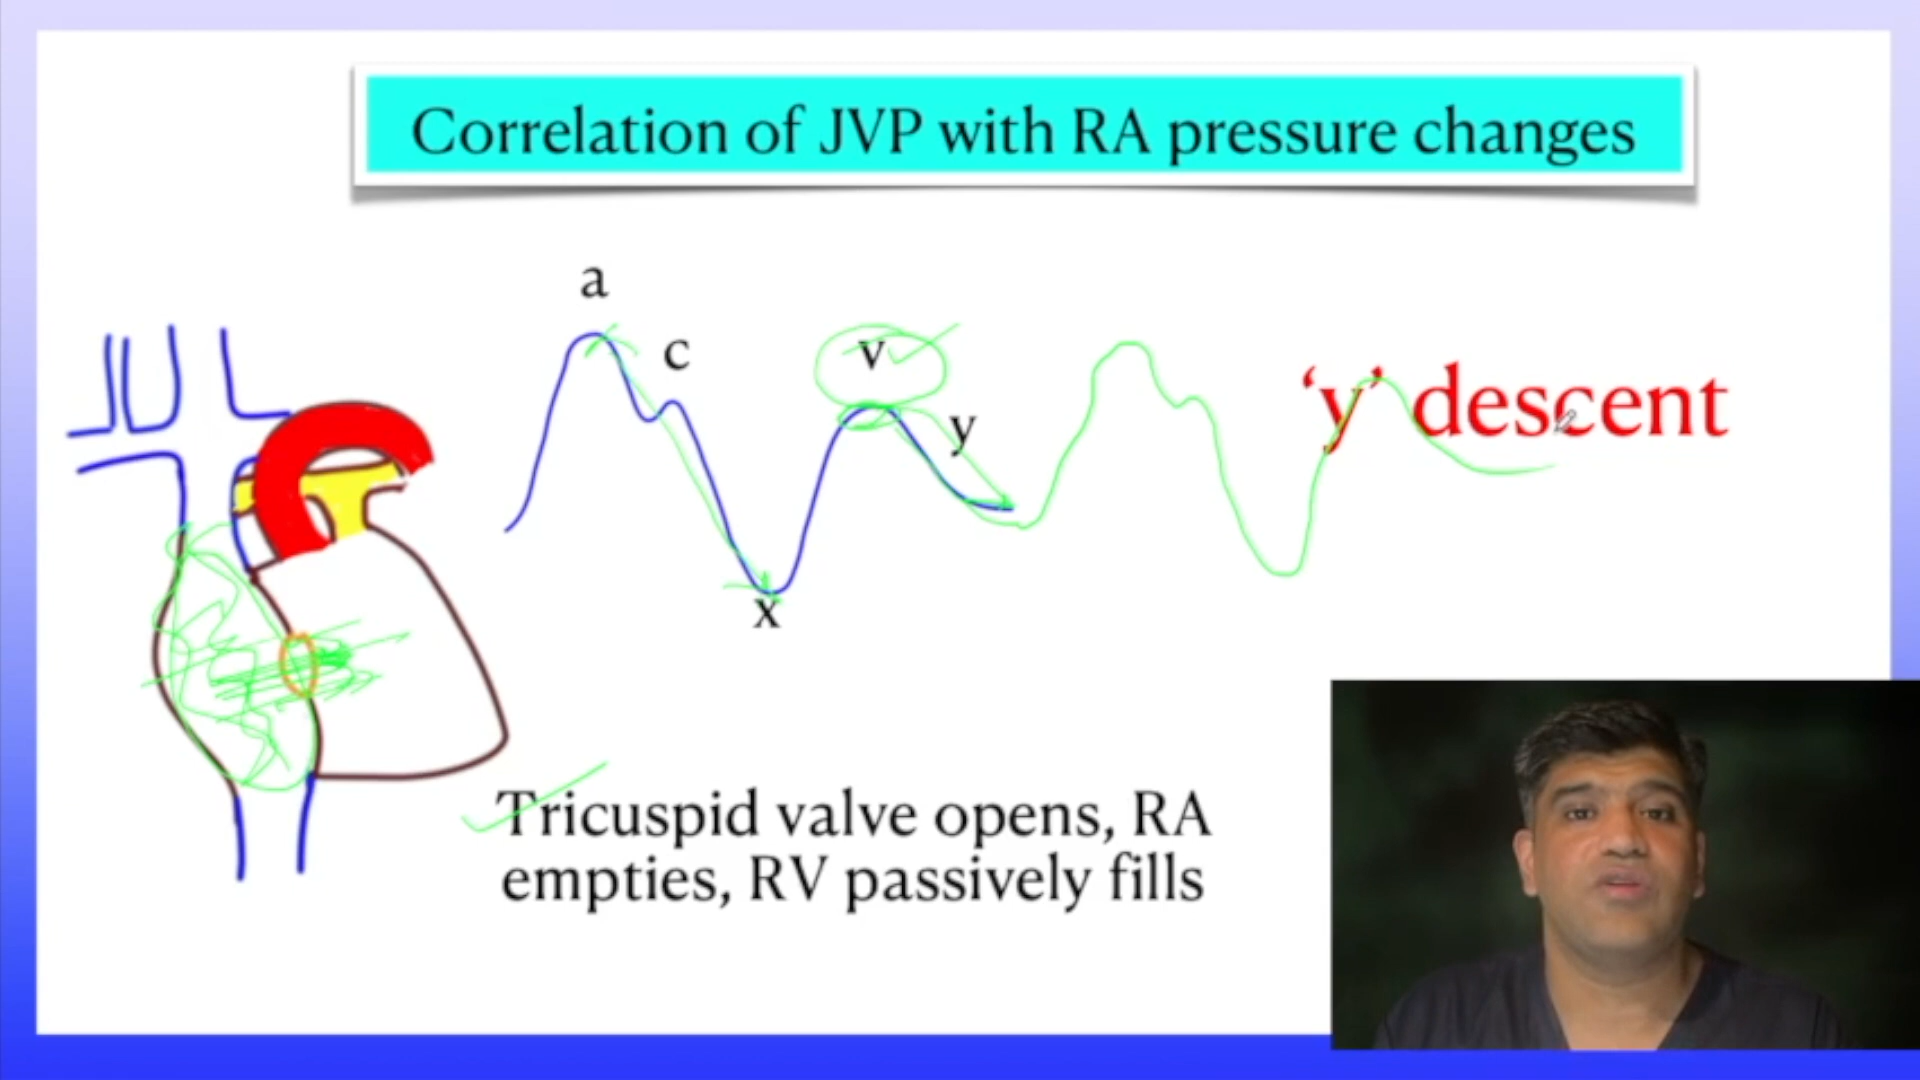 Correlation of JVP with RA pressure changes
a
c
v
y
x
‘y’ descent
Tricuspid valve opens, RA
empties, RV passively fills